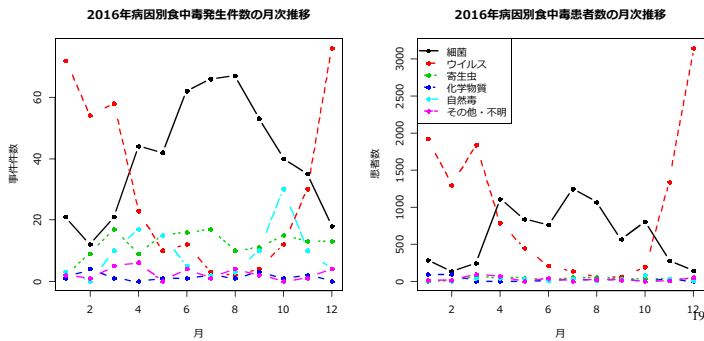 2016年病因別食中毒発生件数の月次推移
事件件数
60
40
20
0
2 4 6 8 10 12
月
2016年病因別食中毒患者数の月次推移
患者数
3000
2500
2000
1500
1000
500
0
細菌
ウイルス
寄生虫
化学物質
自然毒
その他・不明
2 4 6 8 10 12
月
19